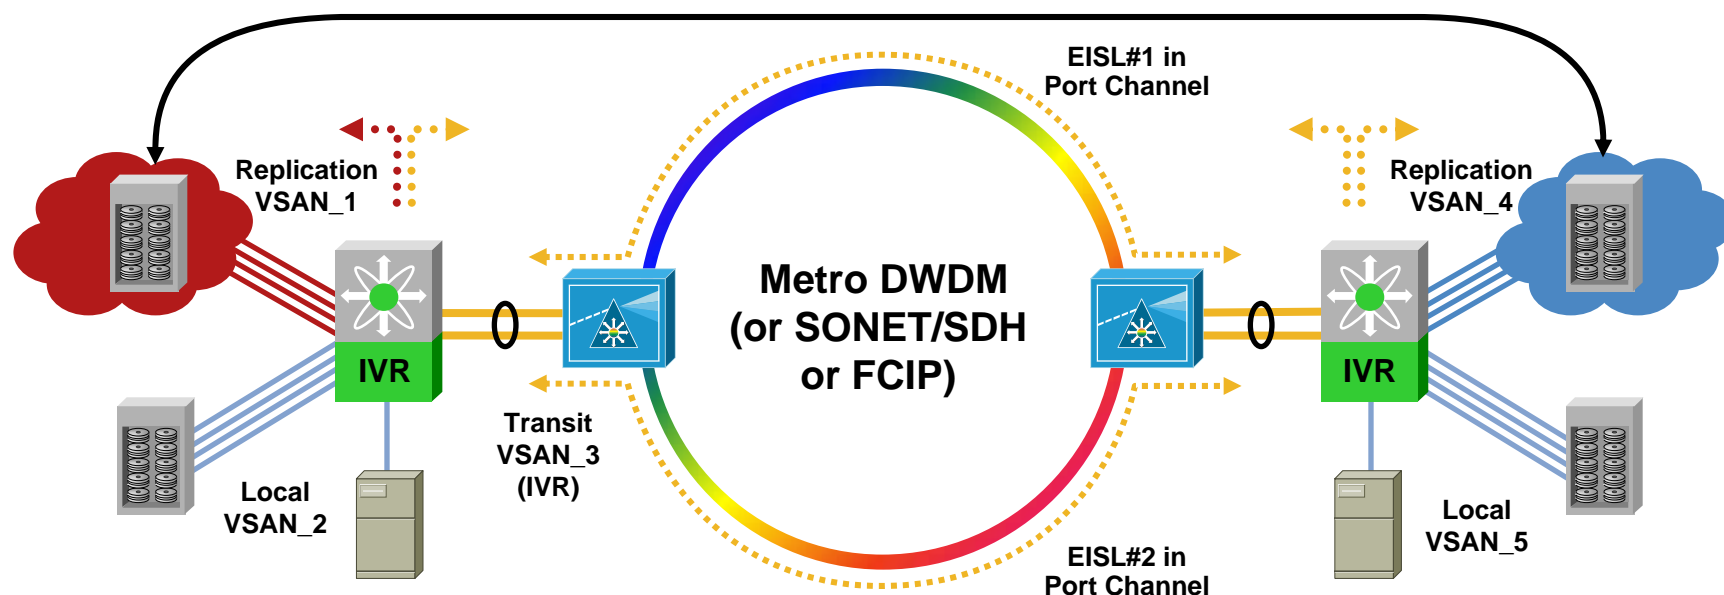 EISL#1 in
Port Channel
Replication
VSAN_1
Replication
VSAN_4
Metro DWDM
(or SONET/SDH
or FCIP)
IVR
IVR
Transit
VSAN_3
(IVR)
Local
VSAN_2
Local
VSAN_5
EISL#2 in
Port Channel